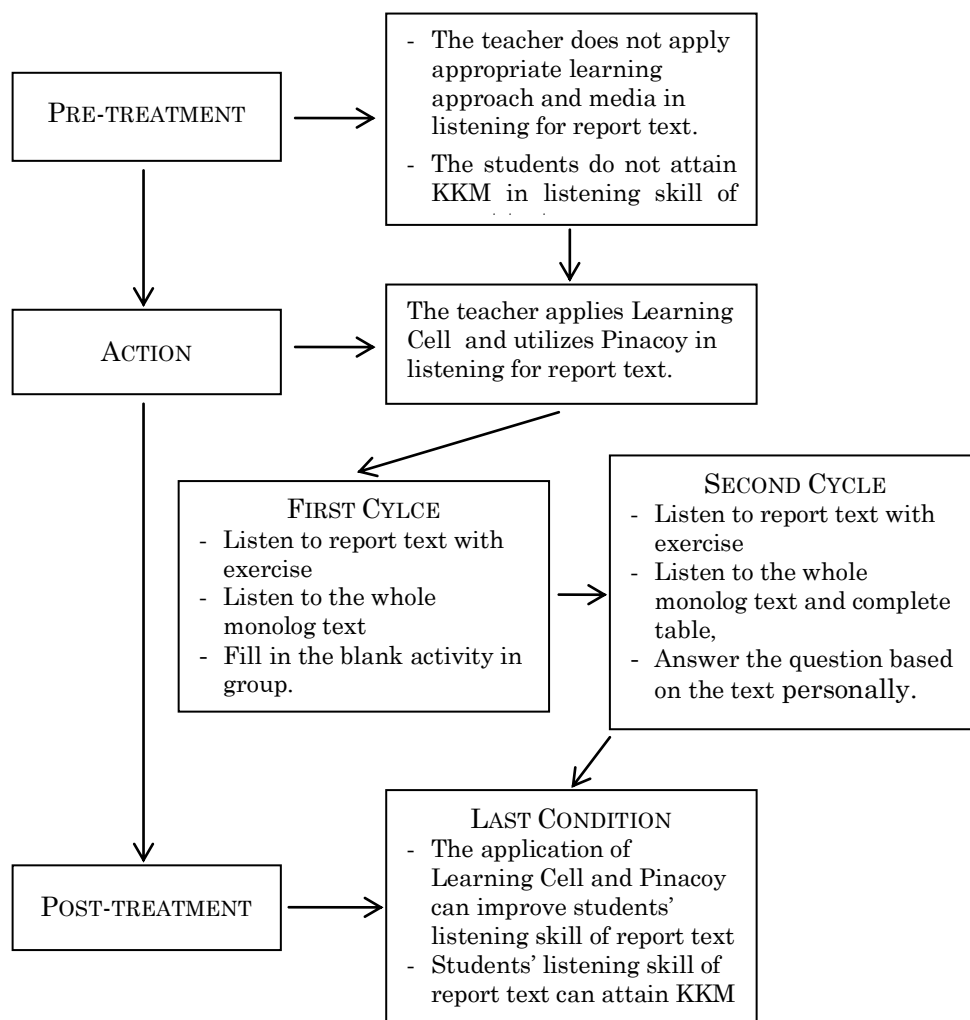 - The teacher does not apply
appropriate learning
approach and media in
listening for report text.
- The students do not attain
KKM in listening skill of
PRE-TREATMENT
ACTION
The teacher applies Learning
Cell and utilizes Pinacoy in
listening for report text.
FIRST CYLCE
- Listen to report text with
exercise
- Listen to the whole
monolog text
- Fill in the blank activity in
group.
SECOND CYCLE
- Listen to report text with
exercise
- Listen to the whole
monolog text and complete
table,
- Answer the question based
on the text personally.
POST-TREATMENT
LAST CONDITION
- The application of
Learning Cell and Pinacoy
can improve students’
listening skill of report text
- Students’ listening skill of
report text can attain KKM